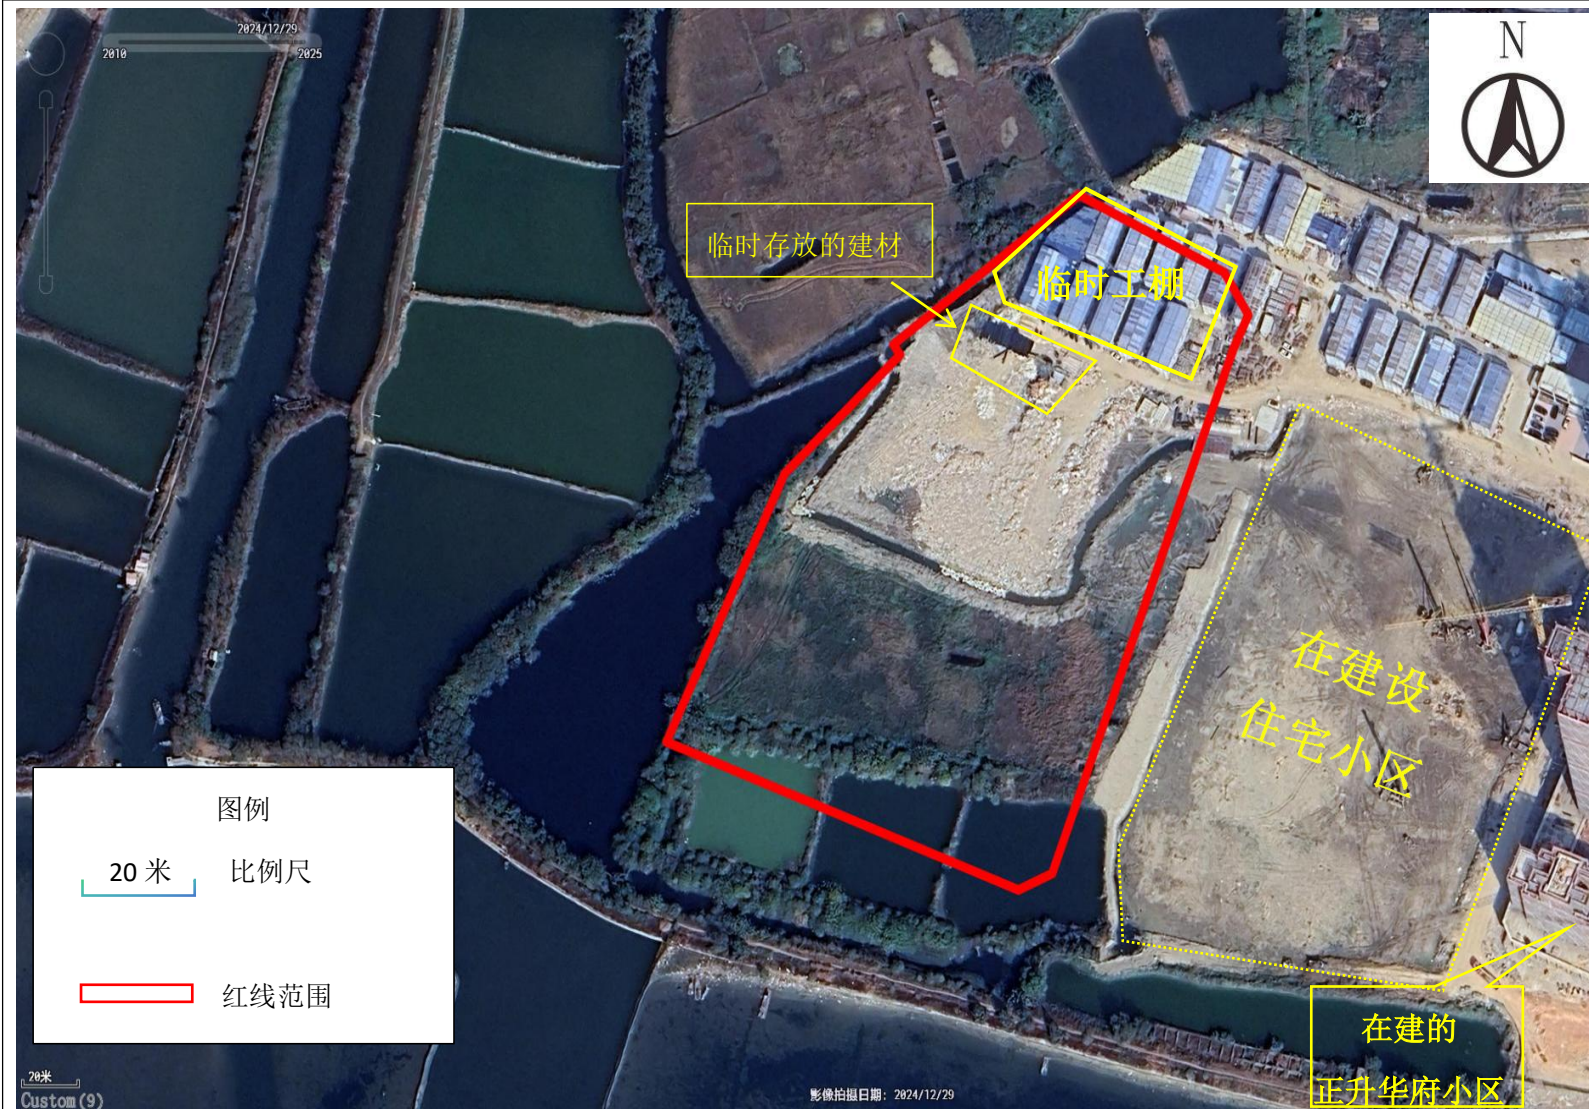 2024/12/29
2010
2025
N
临时存放的建材
临时工棚
在建设
住宅小区
图例
20 米
比例尺
红线范围
在建的
正升华府小区
20米
Custom(9)
影像拍摄日期: 2024/12/29